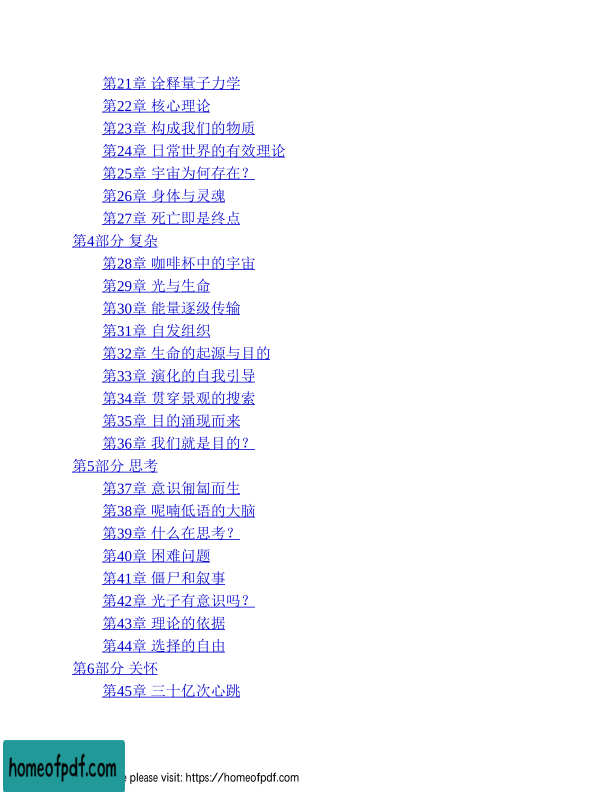 第21章 诠释量子力学
第22章 核心理论
第23章 构成我们的物质
第24章 日常世界的有效理论
第25章 宇宙为何存在？
第26章 身体与灵魂
第27章 死亡即是终点
第4部分 复杂
第28章 咖啡杯中的宇宙
第29章 光与生命
第30章 能量逐级传输
第31章 自发组织
第32章 生命的起源与目的
第33章 演化的自我引导
第34章 贯穿景观的搜索
第35章 目的涌现而来
第36章 我们就是目的？
第5部分 思考
第37章 意识匍匐而生
第38章 呢喃低语的大脑
第39章 什么在思考？
第40章 困难问题
第41章 僵尸和叙事
第42章 光子有意识吗？
第43章 理论的依据
第44章 选择的自由
第6部分 关怀
第45章 三十亿次心跳
homeofpdf.com
please visit: https://homeofpdf.com